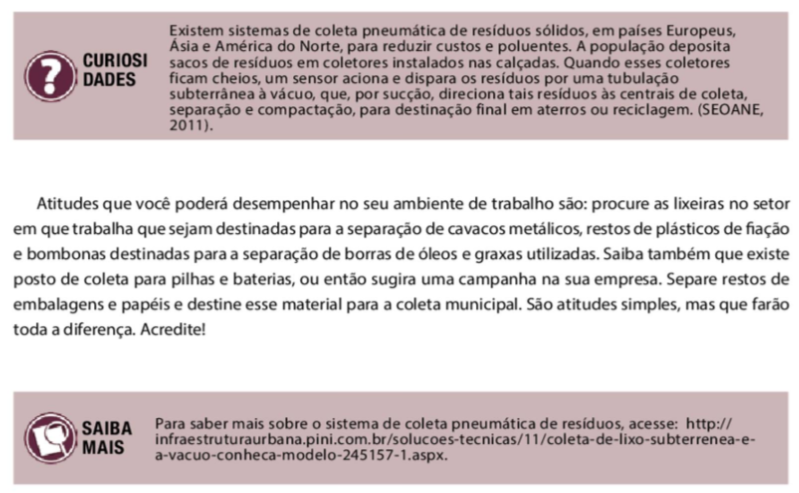 CURIOSI
DADES
Existem sistemas de coleta pneumática de resíduos sólidos, em países Europeus,
Ásia e América do Norte, para reduzir custos e poluentes. A população deposita
sacos de resíduos em coletores instalados nas calçadas. Quando esses coletores
ficam cheios, um sensor aciona e dispara os resíduos por uma tubulação
subterrânea à vácuo, que, por sucção, direciona tais resíduos às centrais de coleta,
separação e compactação, para destinação final em aterros ou reciclagem. (SEOANE,
2011).
Atitudes que você poderá desempenhar no seu ambiente de trabalho são: procure as lixeiras no setor
em que trabalha que sejam destinadas para a separação de cavacos metálicos, restos de plásticos de fiação
e bombonas destinadas para a separação de borras de óleos e graxas utilizadas. Saiba também que existe
posto de coleta para pilhas e baterias, ou então sugira uma campanha na sua empresa. Separe restos de
embalagens e papéis e destine esse material para a coleta municipal. São atitudes simples, mas que farão
toda a diferença. Acredite!
SAIBA
MAIS
Para saber mais sobre o sistema de coleta pneumática de resíduos, acesse: http://
infraestruturaurbana.pini.com.br/solucoes-tecnicas/11/coleta-de-lixo-subterrenea-e-
a-vacuo-conheca-modelo-245157-1.aspx.